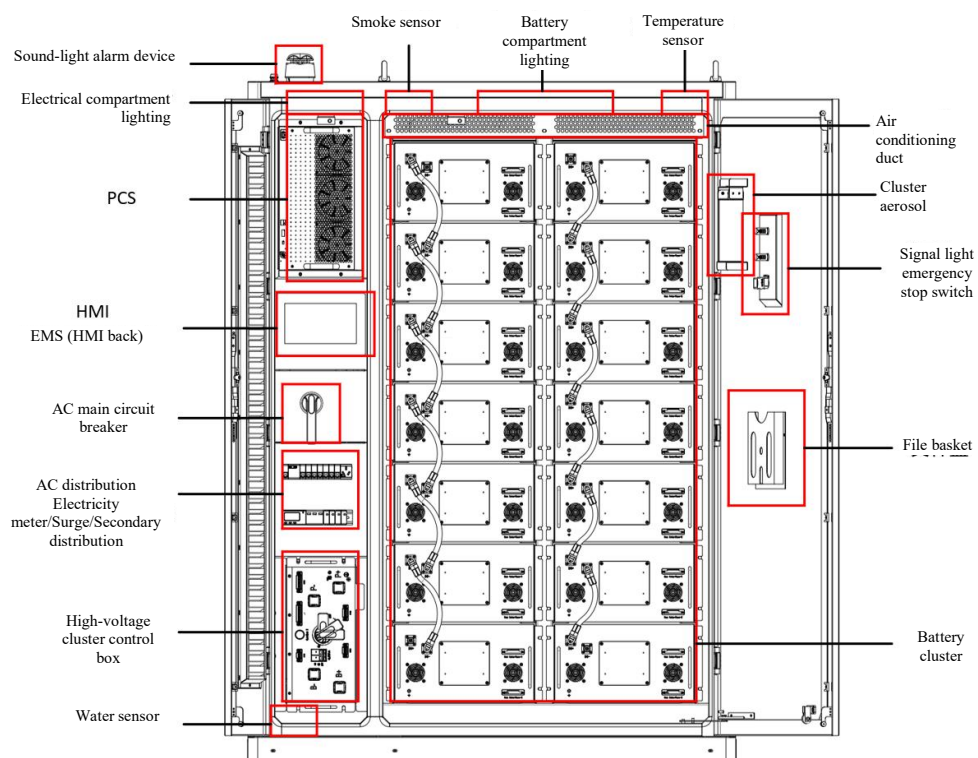 Smoke sensor
Battery
compartment
lighting
Temperature
sensor
Sound-light alarm device
Electrical compartment
lighting
Air
conditioning
duct
PCS
Cluster
aerosol
Signal light
emergency
stop switch
HMI
EMS (HMI back)
AC main circuit
breaker
File basket
AC distribution
Electricity
meter/Surge/Secondary
distribution
High-voltage
cluster control
box
Battery
cluster
Water sensor